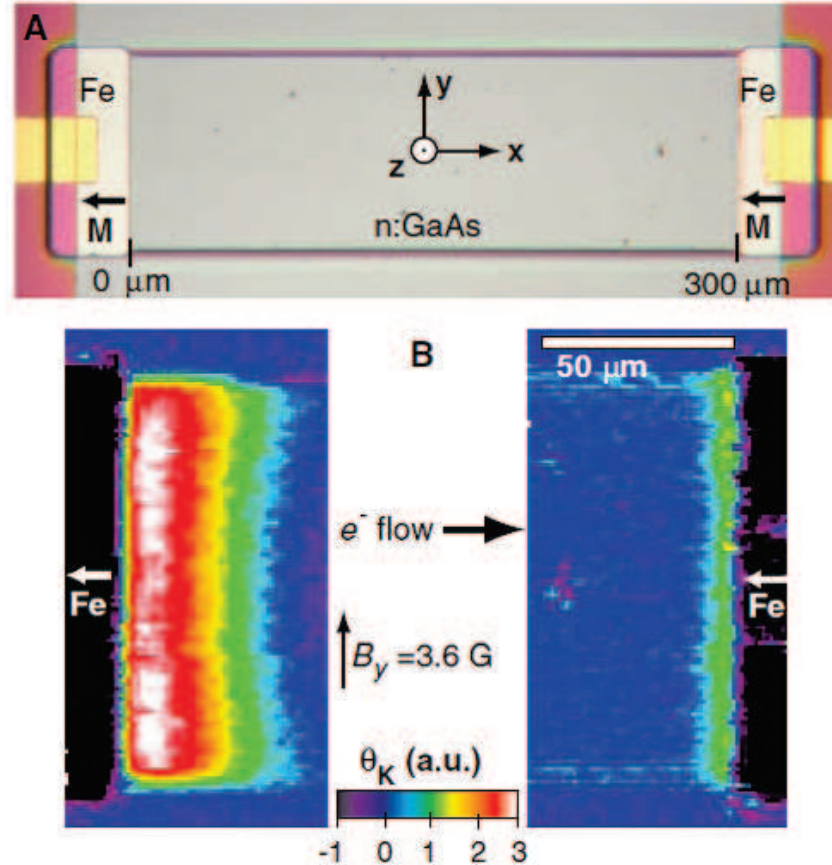 A
Fe
Fe
y
z
x
M
n:GaAs
M
0 μm
300 μm
B
50 μm
e⁻ flow
Fe
Fe
B_y =3.6 G
θ_K (a.u.)
-1 0 1 2 3